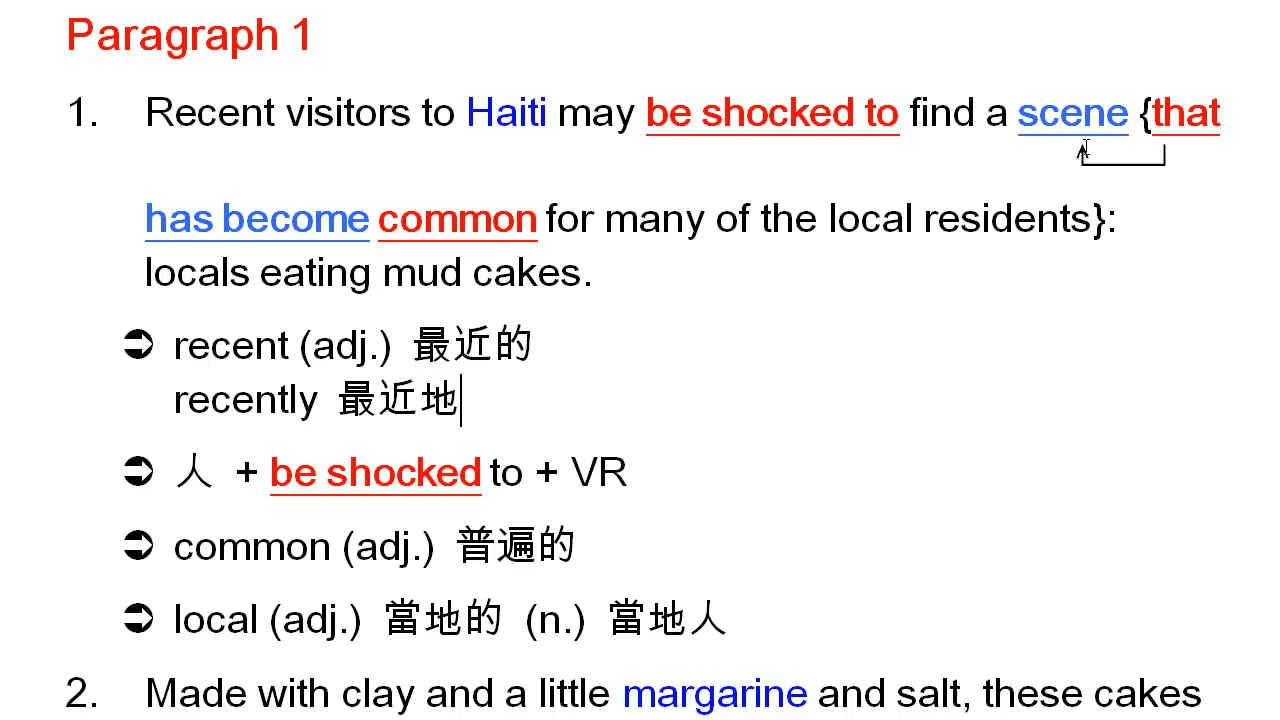 Paragraph 1
1. Recent visitors to Haiti may be shocked to find a scene {that
has become common for many of the local residents}:
locals eating mud cakes.
➲ recent (adj.) 最近的
recently 最近地
➲ 人 + be shocked to + VR
➲ common (adj.) 普遍的
➲ local (adj.) 當地的 (n.) 當地人
2. Made with clay and a little margarine and salt, these cakes